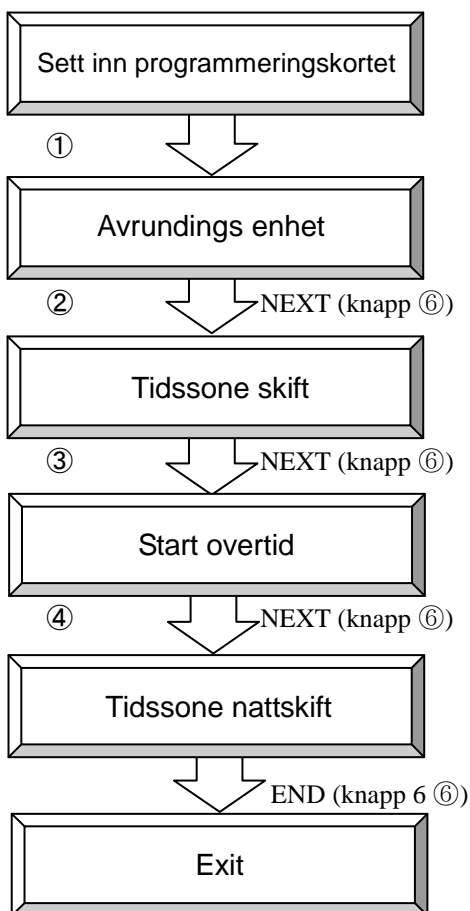 Sett inn programmeringskortet
①
Avrundings enhet
② NEXT (knapp ⑥)
Tidssone skift
③ NEXT (knapp ⑥)
Start overtid
④ NEXT (knapp ⑥)
Tidssone nattskift
END (knapp 6 ⑥)
Exit